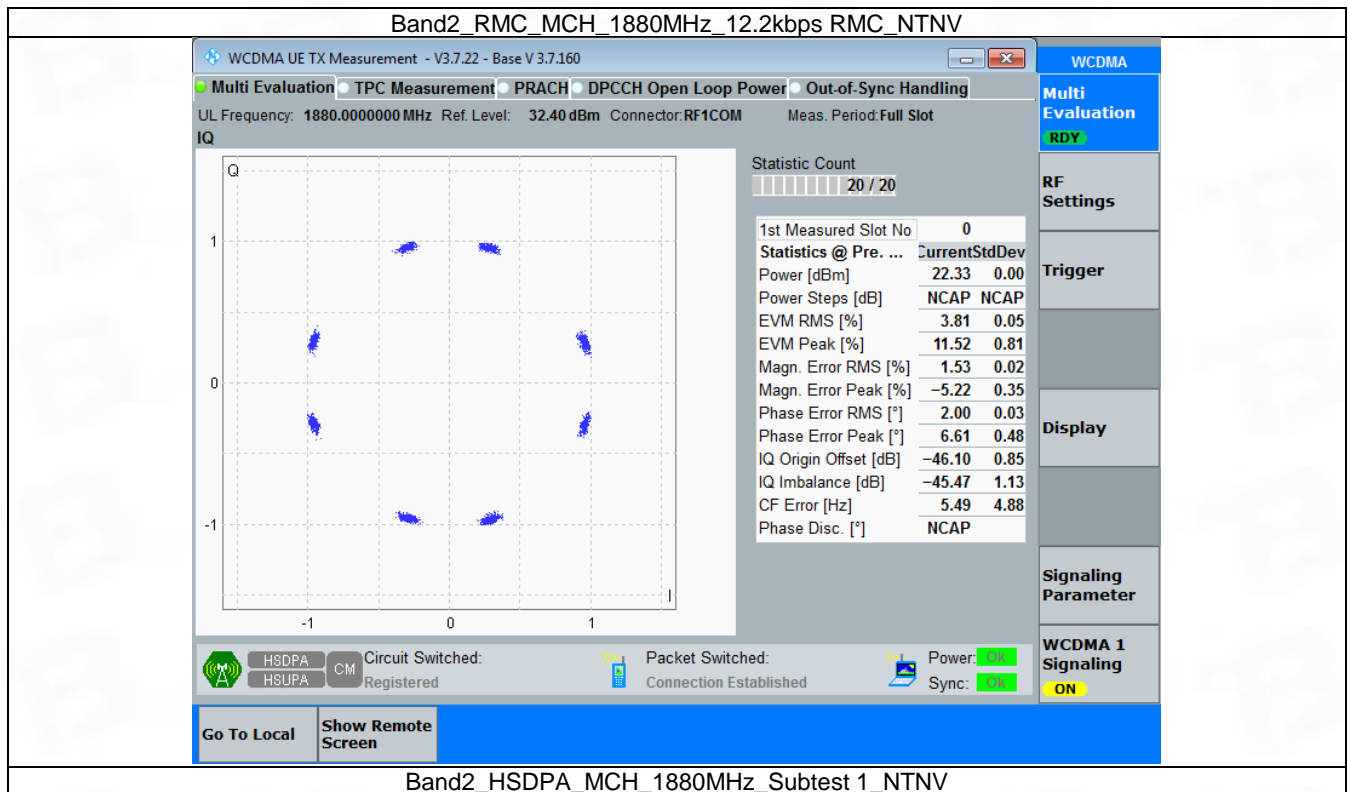 Band2_RMC_MCH_1880MHz_12.2kbps RMC_NTNV
WCDMA UE TX Measurement - V3.7.22 - Base V 3.7.160
WCDMA
Multi Evaluation TPC Measurement PRACH DPCCH Open Loop Power Out-of-Sync Handling
Multi
Evaluation
RDY
UL Frequency: 1880.0000000 MHz Ref. Level: 32.40 dBm Connector: RF1COM Meas. Period: Full Slot
IQ
Q
1
0
-1
I
-1 0 1
Statistic Count
20 / 20
1st Measured Slot No 0
Statistics @ Pre. ... Current StdDev
Power [dBm] 22.33 0.00
Power Steps [dB] NCAP NCAP
EVM RMS [%] 3.81 0.05
EVM Peak [%] 11.52 0.81
Magn. Error RMS [%] 1.53 0.02
Magn. Error Peak [%] −5.22 0.35
Phase Error RMS [°] 2.00 0.03
Phase Error Peak [°] 6.61 0.48
IQ Origin Offset [dB] −46.10 0.85
IQ Imbalance [dB] −45.47 1.13
CF Error [Hz] 5.49 4.88
Phase Disc. [°] NCAP
RF
Settings
Trigger
Display
Signaling
Parameter
WCDMA 1
Signaling
ON
HSDPA
HSUPA
CM
Circuit Switched:
Registered
Packet Switched:
Connection Established
Power: Ok
Sync: Ok
Go To Local
Show Remote
Screen
Band2_HSDPA_MCH_1880MHz_Subtest 1_NTNV